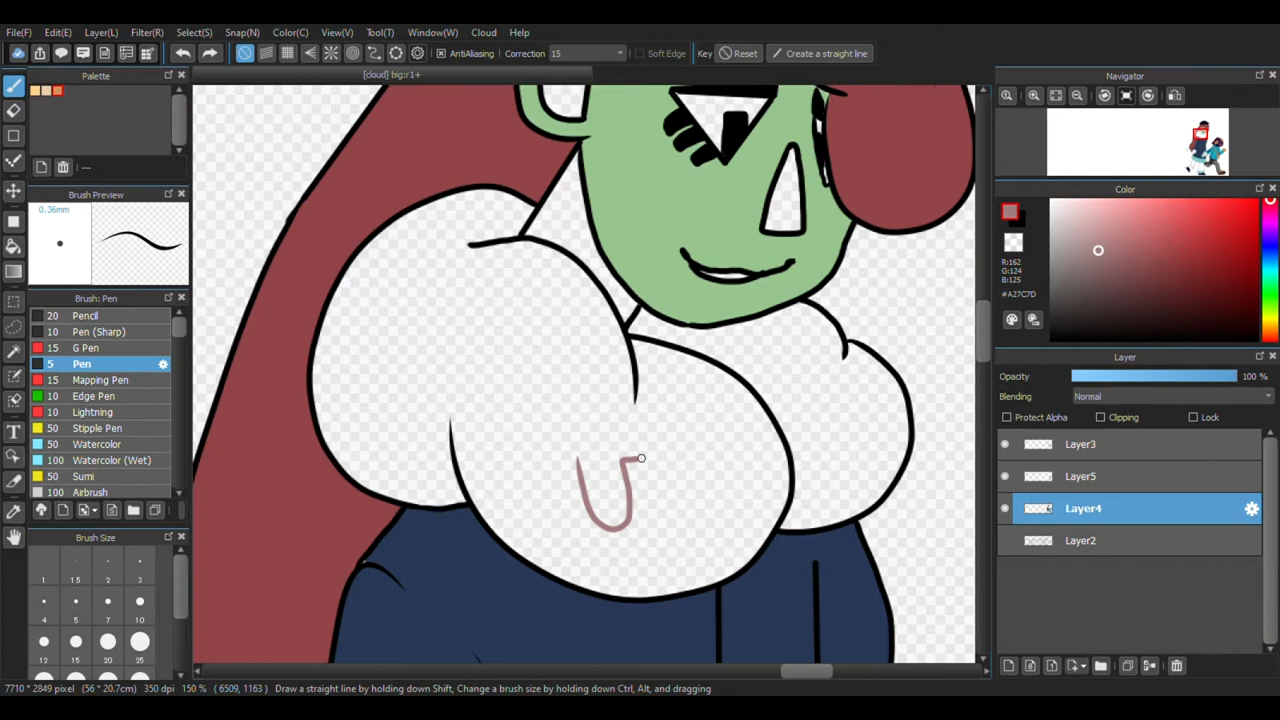 File(F) Edit(E) Layer(L) Filter(R) Select(S) Snap(N) Color(C) View(V) Tool(T) Window(W) Cloud Help
AntiAliasing Correction 15 Soft Edge Key Reset Create a straight line
Palette
[cloud] big:r1+
Navigator
---
Brush Preview
0.36mm
Color
R:162
G:124
B:125
#A27C7D
Brush: Pen
20 Pencil
10 Pen (Sharp)
15 G Pen
5 Pen
15 Mapping Pen
10 Edge Pen
10 Lightning
50 Stipple Pen
50 Watercolor
100 Watercolor (Wet)
50 Sumi
100 Airbrush
Layer
Opacity 100 %
Blending Normal
Protect Alpha Clipping Lock
Layer3
Layer5
Layer4
Layer2
Brush Size
1 1.5 2 3
4 5 7 10
12 15 20 25
7710 * 2849 pixel (56 * 20.7cm) 350 dpi 150 % ( 6509, 1163 ) Draw a straight line by holding down Shift, Change a brush size by holding down Ctrl, Alt, and dragging